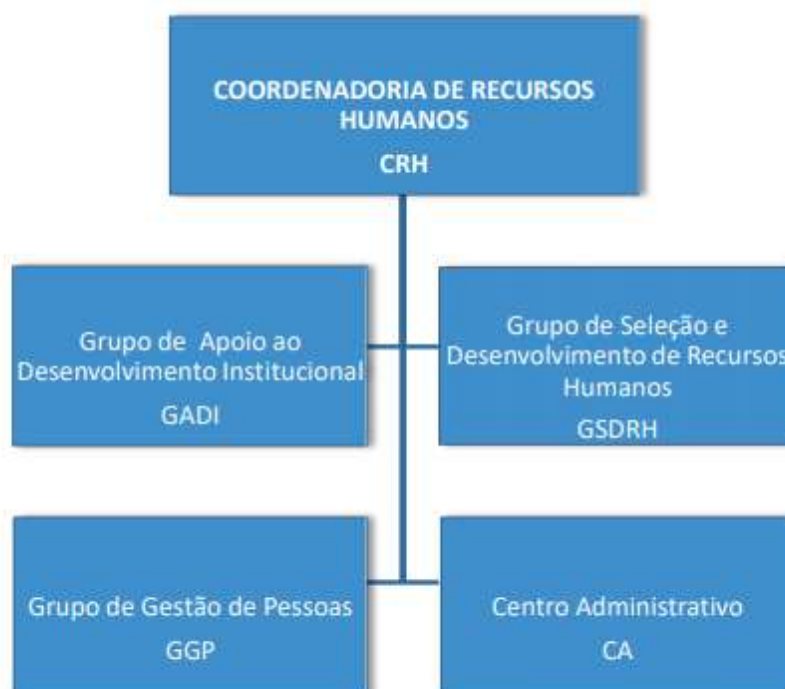 COORDENADORIA DE RECURSOS
HUMANOS
CRH
Grupo de Apoio ao
Desenvolvimento Institucional
GADI
Grupo de Seleção e
Desenvolvimento de Recursos
Humanos
GSDRH
Grupo de Gestão de Pessoas
GGP
Centro Administrativo
CA